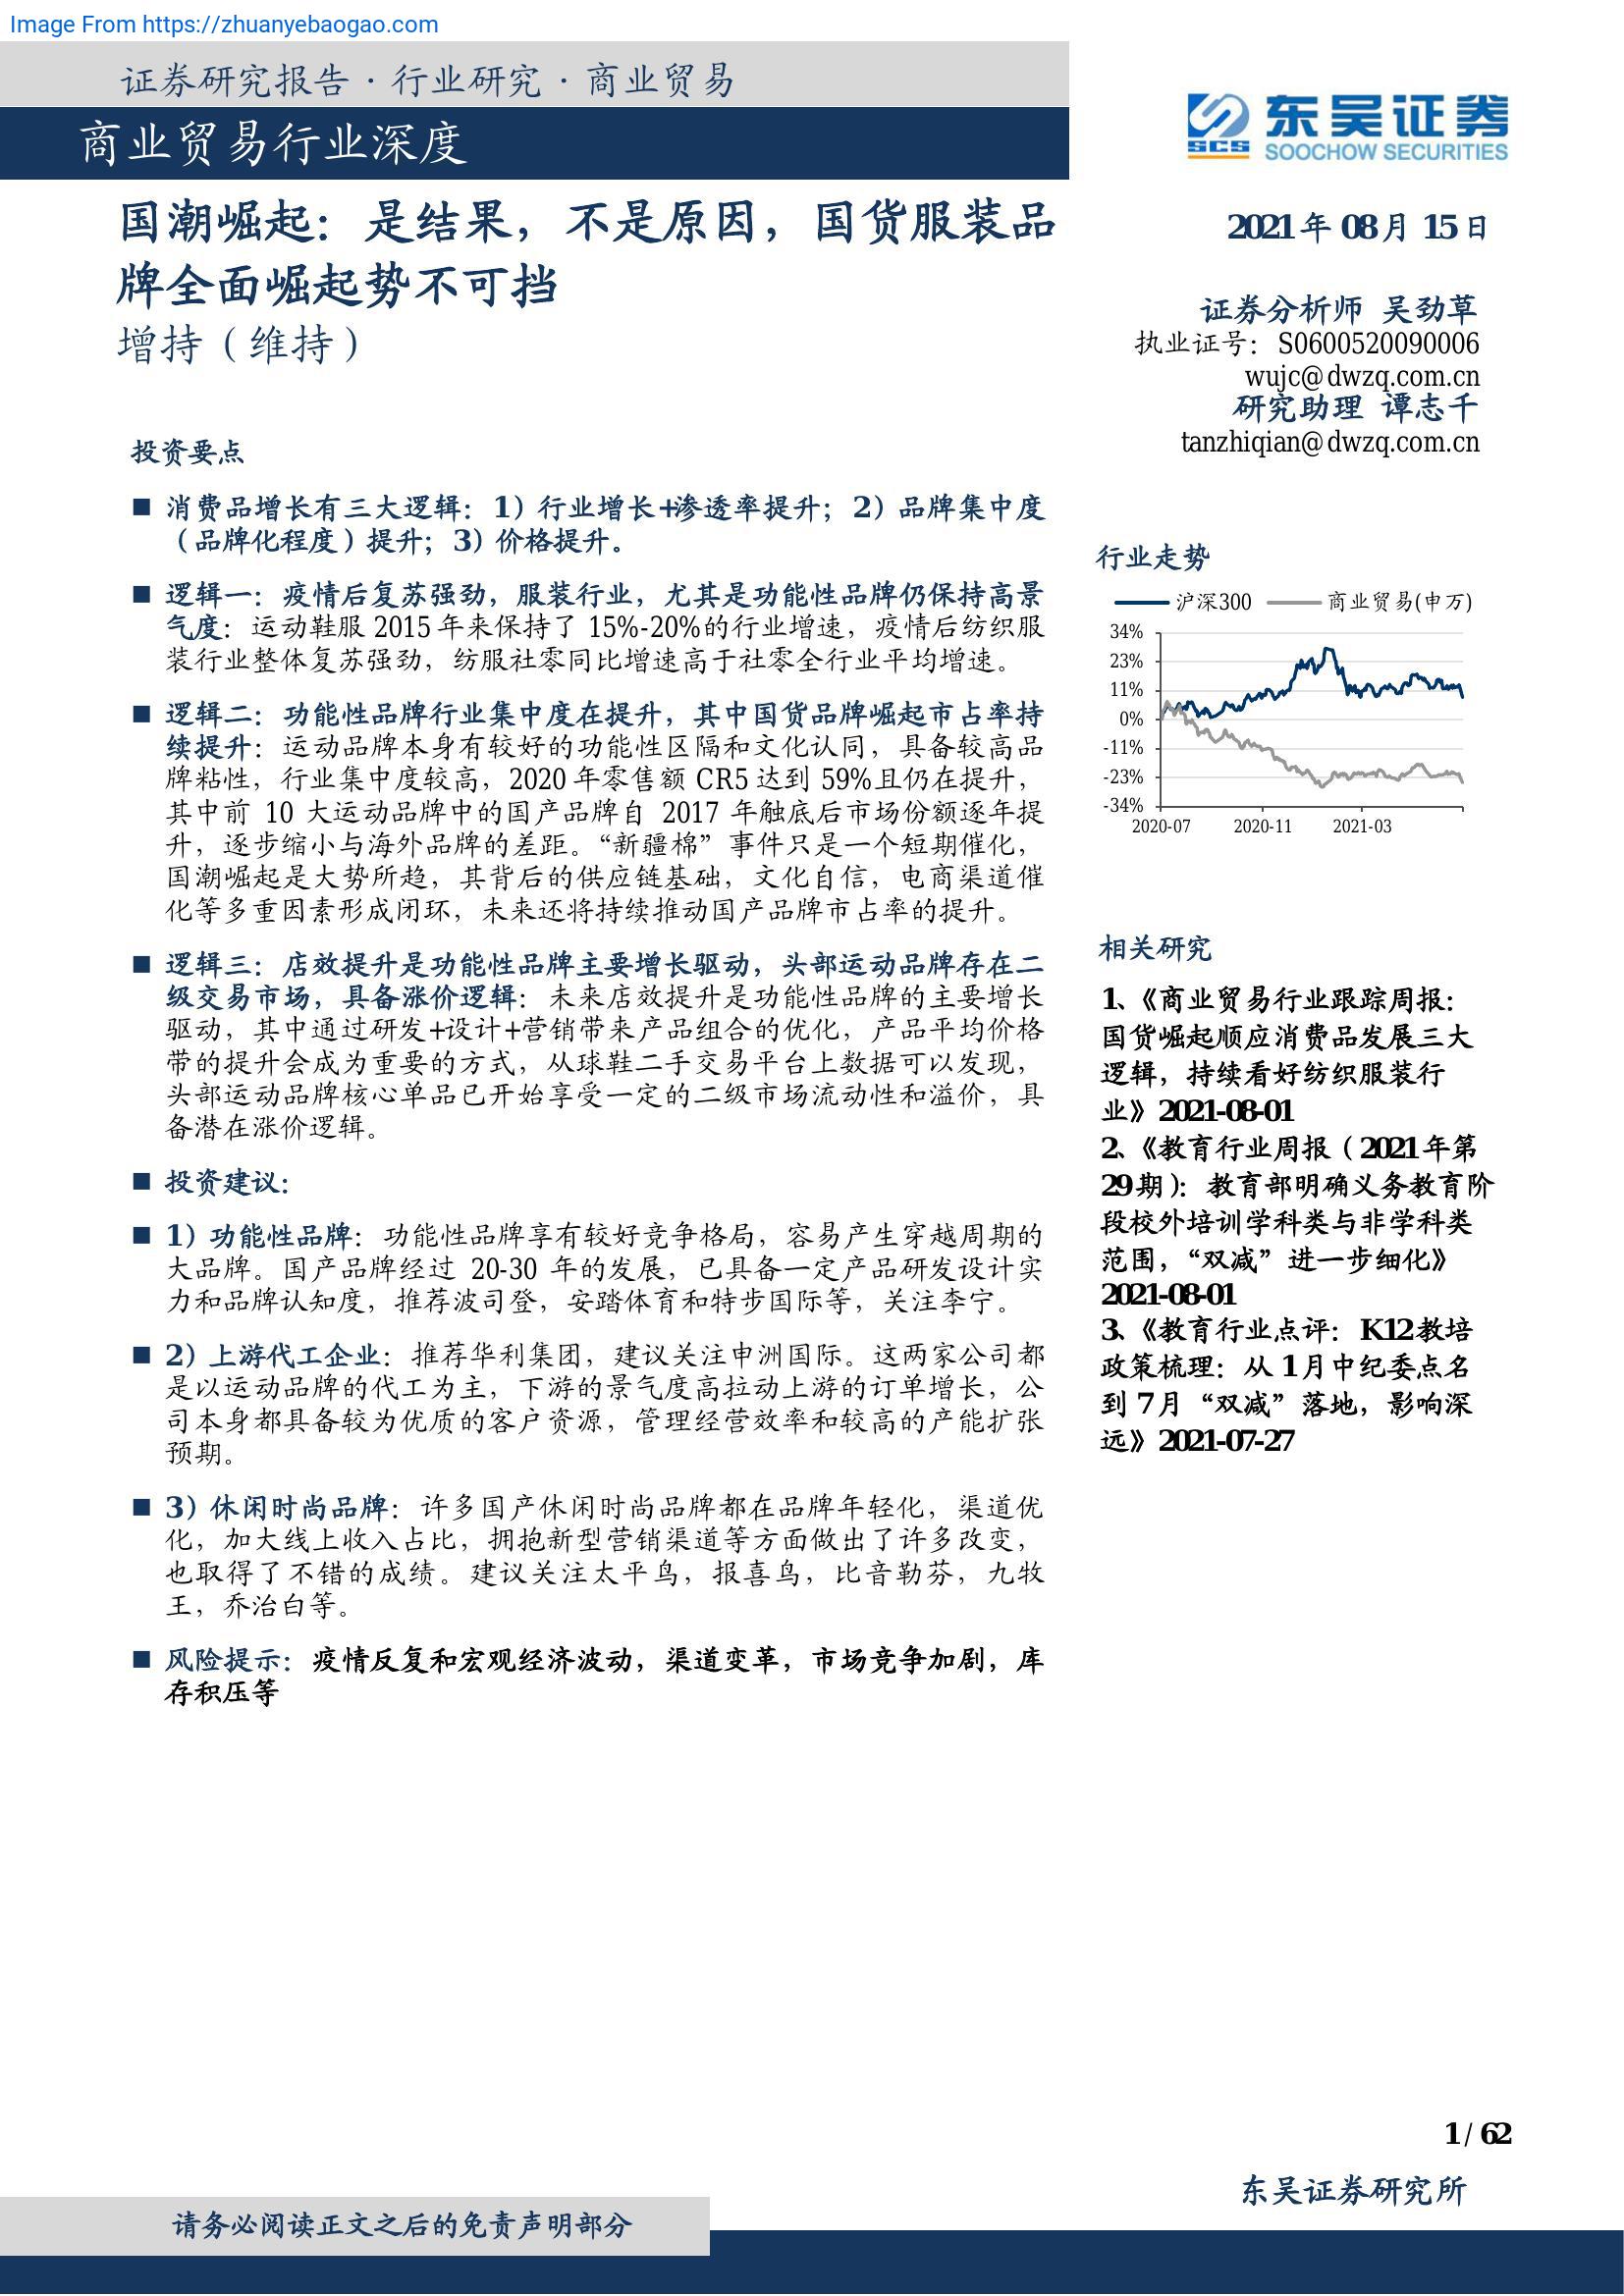 Image From https://zhuanyebaogao.com
证券研究报告·行业研究·商业贸易
商业贸易行业深度
东吴证券
SCS
SOOCHOW SECURITIES
国潮崛起：是结果，不是原因，国货服装品
牌全面崛起势不可挡
增持（维持）
2021年08月15日
证券分析师 吴劲草
执业证号：S0600520090006
wujc@dwzq.com.cn
研究助理 谭志千
tanzhiqian@dwzq.com.cn
投资要点
■ 消费品增长有三大逻辑：1）行业增长+渗透率提升；2）品牌集中度
（品牌化程度）提升；3）价格提升。
■ 逻辑一：疫情后复苏强劲，服装行业，尤其是功能性品牌仍保持高景
气度：运动鞋服 2015 年来保持了 15%-20%的行业增速，疫情后纺织服
装行业整体复苏强劲，纺服社零同比增速高于社零全行业平均增速。
■ 逻辑二：功能性品牌行业集中度在提升，其中国货品牌崛起市占率持
续提升：运动品牌本身有较好的功能性区隔和文化认同，具备较高品
牌粘性，行业集中度较高，2020 年零售额 CR5 达到 59%且仍在提升，
其中前 10 大运动品牌中的国产品牌自 2017 年触底后市场份额逐年提
升，逐步缩小与海外品牌的差距。“新疆棉”事件只是一个短期催化，
国潮崛起是大势所趋，其背后的供应链基础，文化自信，电商渠道催
化等多重因素形成闭环，未来还将持续推动国产品牌市占率的提升。
■ 逻辑三：店效提升是功能性品牌主要增长驱动，头部运动品牌存在二
级交易市场，具备涨价逻辑：未来店效提升是功能性品牌的主要增长
驱动，其中通过研发+设计+营销带来产品组合的优化，产品平均价格
带的提升会成为重要的方式，从球鞋二手交易平台上数据可以发现，
头部运动品牌核心单品已开始享受一定的二级市场流动性和溢价，具
备潜在涨价逻辑。
■ 投资建议：
■ 1）功能性品牌：功能性品牌享有较好竞争格局，容易产生穿越周期的
大品牌。国产品牌经过 20-30 年的发展，已具备一定产品研发设计实
力和品牌认知度，推荐波司登，安踏体育和特步国际等，关注李宁。
■ 2）上游代工企业：推荐华利集团，建议关注申洲国际。这两家公司都
是以运动品牌的代工为主，下游的景气度高拉动上游的订单增长，公
司本身都具备较为优质的客户资源，管理经营效率和较高的产能扩张
预期。
■ 3）休闲时尚品牌：许多国产休闲时尚品牌都在品牌年轻化，渠道优
化，加大线上收入占比，拥抱新型营销渠道等方面做出了许多改变，
也取得了不错的成绩。建议关注太平鸟，报喜鸟，比音勒芬，九牧
王，乔治白等。
■ 风险提示：疫情反复和宏观经济波动，渠道变革，市场竞争加剧，库
存积压等
行业走势
沪深300 商业贸易(申万)
34%
23%
11%
0%
-11%
-23%
-34%
2020-07 2020-11 2021-03
相关研究
1、《商业贸易行业跟踪周报：
国货崛起顺应消费品发展三大
逻辑，持续看好纺织服装行
业》2021-08-01
2、《教育行业周报（2021年第
29期）：教育部明确义务教育阶
段校外培训学科类与非学科类
范围，“双减”进一步细化》
2021-08-01
3、《教育行业点评：K12教培
政策梳理：从1月中纪委点名
到7月“双减”落地，影响深
远》2021-07-27
1 / 62
东吴证券研究所
请务必阅读正文之后的免责声明部分